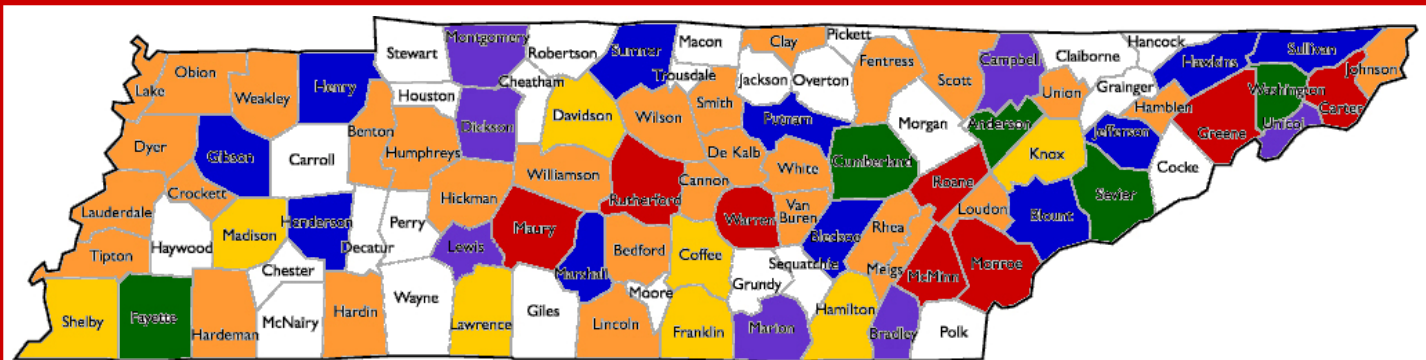 Lake
Obion
Weakley
Henry
Stewart
Montgomery
Robertson
Sumner
Macon
Trousdale
Clay
Pickett
Jackson
Overton
Fentress
Scott
Campbell
Claiborne
Hancock
Hawkins
Sullivan
Johnson
Carter
Washington
Unicoi
Greene
Hamblen
Grainger
Union
Houston
Cheatham
Dickson
Davidson
Wilson
Smith
Putnam
Morgan
Anderson
Knox
Jefferson
Cocke
Sevier
Blount
Loudon
Roane
Cumberland
White
De Kalb
Cannon
Rutherford
Williamson
Hickman
Humphreys
Benton
Carroll
Gibson
Dyer
Crockett
Lauderdale
Tipton
Haywood
Madison
Henderson
Decatur
Perry
Lewis
Maury
Marshall
Bedford
Coffee
Warren
Van
Buren
Bledsoe
Rhea
Meigs
McMinn
Monroe
Polk
Bradley
Hamilton
Sequatchie
Grundy
Marion
Franklin
Moore
Lincoln
Giles
Lawrence
Wayne
Hardin
McNairy
Chester
Hardeman
Fayette
Shelby